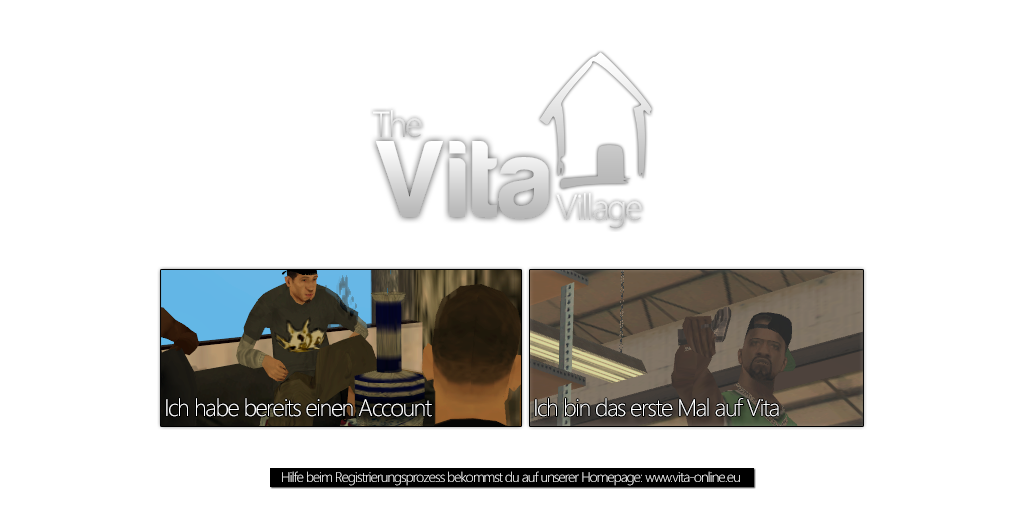 The
Vita
Village
Ich habe bereits einen Account
Ich bin das erste Mal auf Vita
Hilfe beim Registrierungsprozess bekommst du auf unserer Homepage: www.vita-online.eu